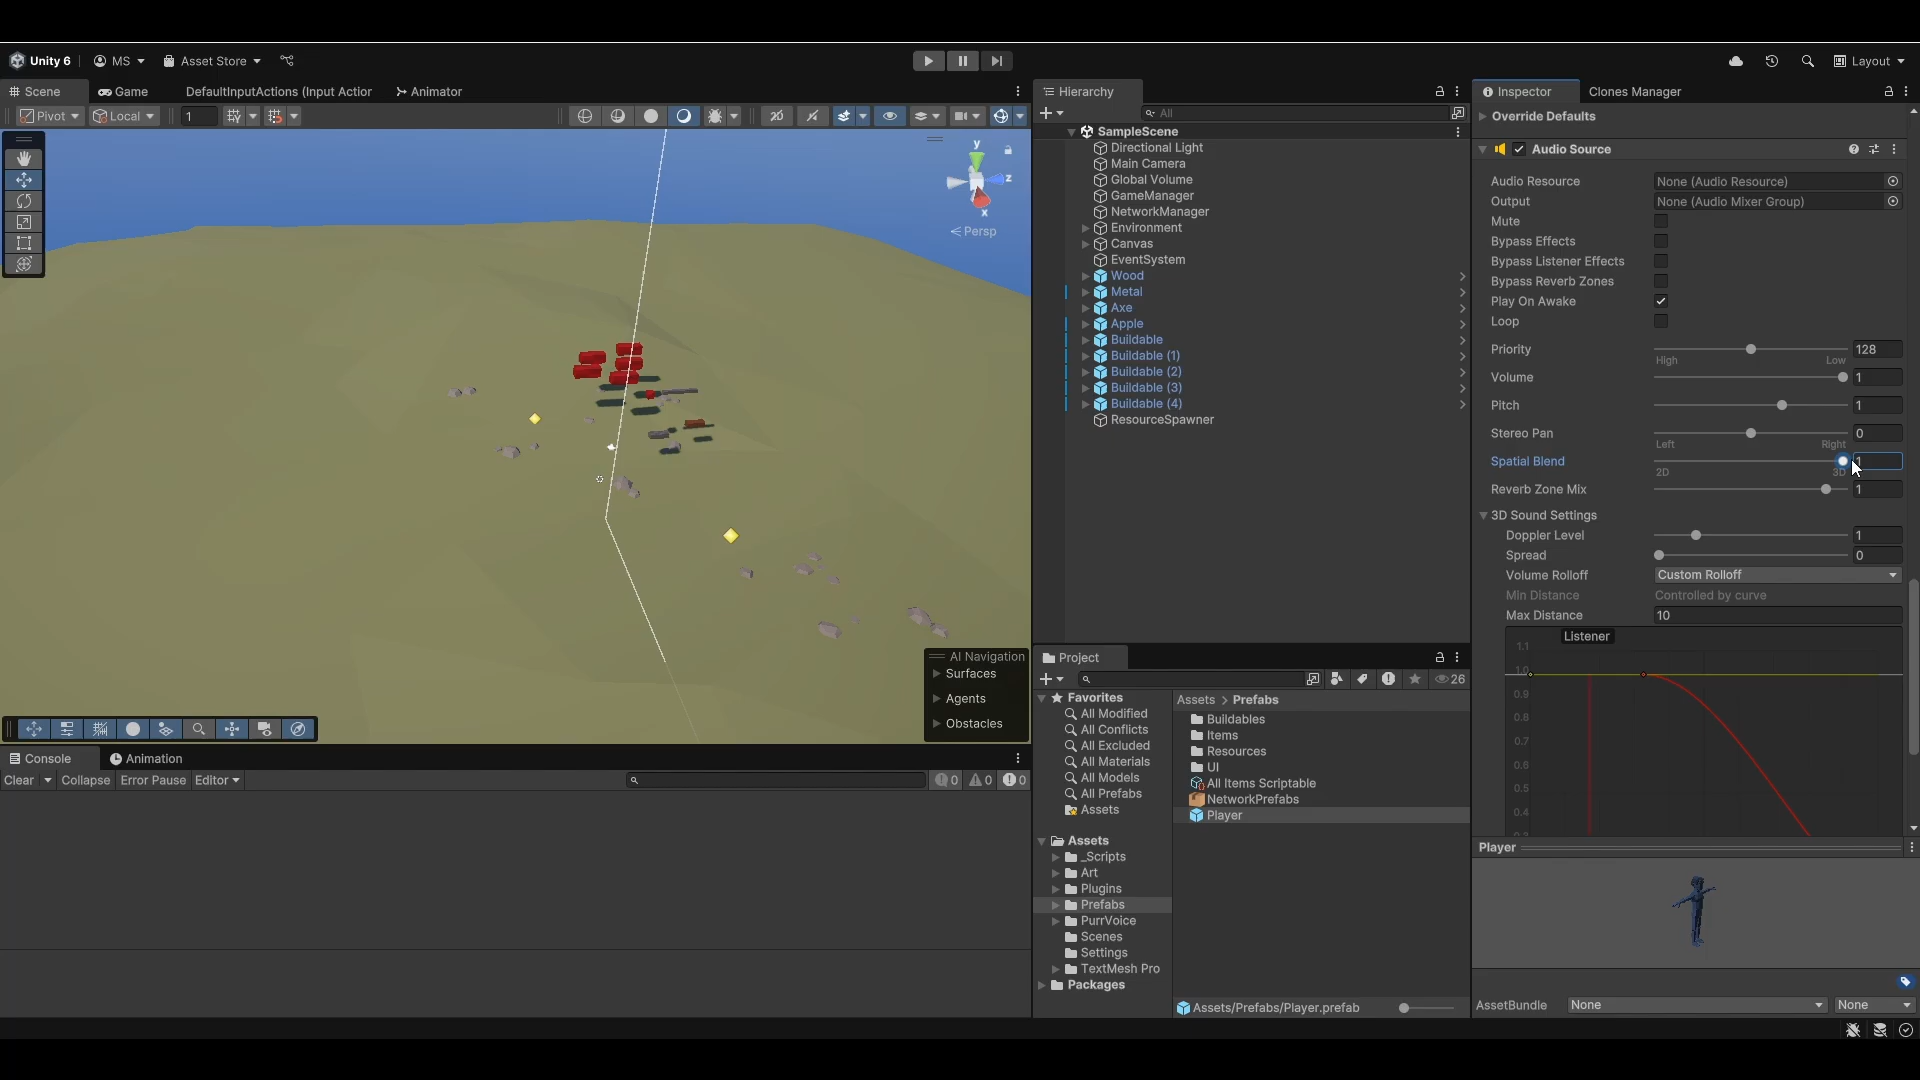 Unity 6
MS
Asset Store
Layout
Scene
Game
DefaultInputActions (Input Action
Animator
Hierarchy
Inspector
Clones Manager
Pivot
Local
1
All
Override Defaults
SampleScene
Directional Light
Main Camera
Global Volume
GameManager
NetworkManager
Environment
Canvas
EventSystem
Wood
Metal
Axe
Apple
Buildable
Buildable (1)
Buildable (2)
Buildable (3)
Buildable (4)
ResourceSpawner
y
z
x
Persp
Audio Source
Audio Resource
None (Audio Resource)
Output
None (Audio Mixer Group)
Mute
Bypass Effects
Bypass Listener Effects
Bypass Reverb Zones
Play On Awake
Loop
Priority
128
High
Low
Volume
1
Pitch
1
Stereo Pan
0
Left
Right
Spatial Blend
1
2D
3D
Reverb Zone Mix
1
3D Sound Settings
Doppler Level
1
Spread
0
Volume Rolloff
Custom Rolloff
Min Distance
Controlled by curve
Max Distance
10
Listener
1.1
1.0
0.9
0.8
0.7
0.6
0.5
0.4
AI Navigation
Surfaces
Agents
Obstacles
Project
26
Favorites
All Modified
All Conflicts
All Excluded
All Materials
All Models
All Prefabs
Assets
Assets
_Scripts
Art
Plugins
Prefabs
PurrVoice
Scenes
Settings
TextMesh Pro
Packages
Assets > Prefabs
Buildables
Items
Resources
UI
All Items Scriptable
NetworkPrefabs
Player
Assets/Prefabs/Player.prefab
Console
Animation
Clear
Collapse
Error Pause
Editor
0
0
0
Player
AssetBundle
None
None